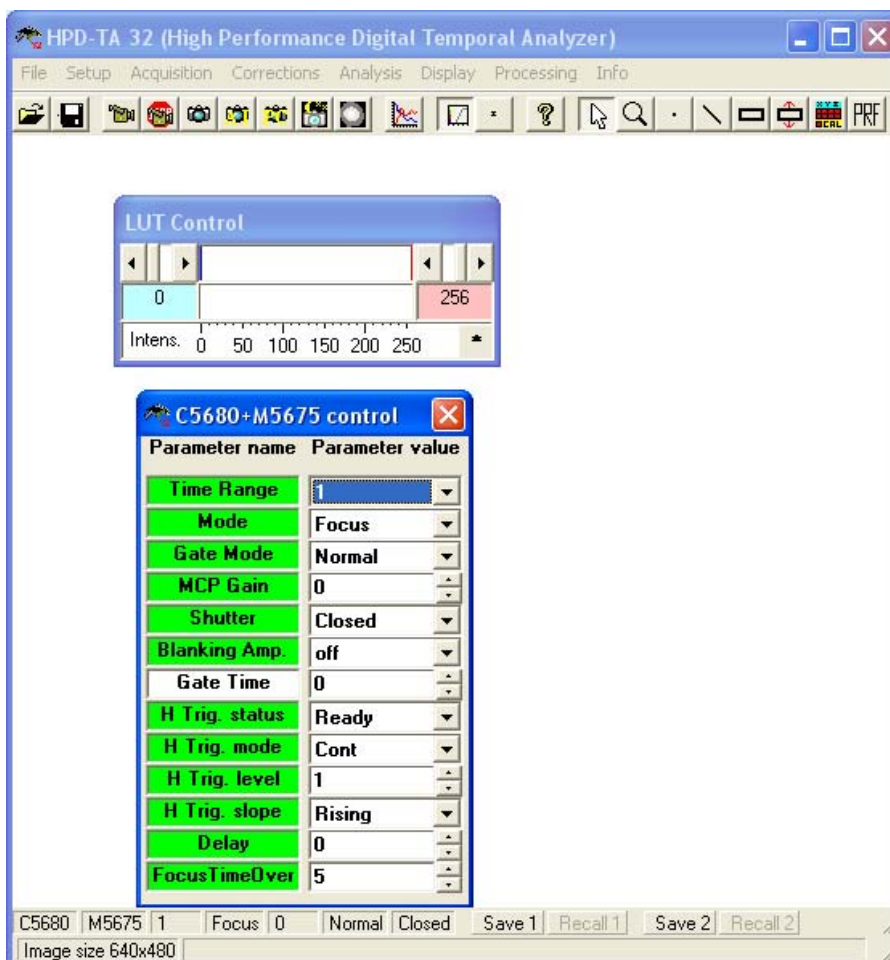 HPD-TA 32 (High Performance Digital Temporal Analyzer)
File Setup Acquisition Corrections Analysis Display Processing Info
PRF
LUT Control
0 256
Intens. 0 50 100 150 200 250
C5680+M5675 control
Parameter name Parameter value
Time Range 1
Mode Focus
Gate Mode Normal
MCP Gain 0
Shutter Closed
Blanking Amp. off
Gate Time 0
H Trig. status Ready
H Trig. mode Cont
H Trig. level 1
H Trig. slope Rising
Delay 0
FocusTimeOver 5
C5680 M5675 1 Focus 0 Normal Closed Save 1 Recall 1 Save 2 Recall 2
Image size 640x480